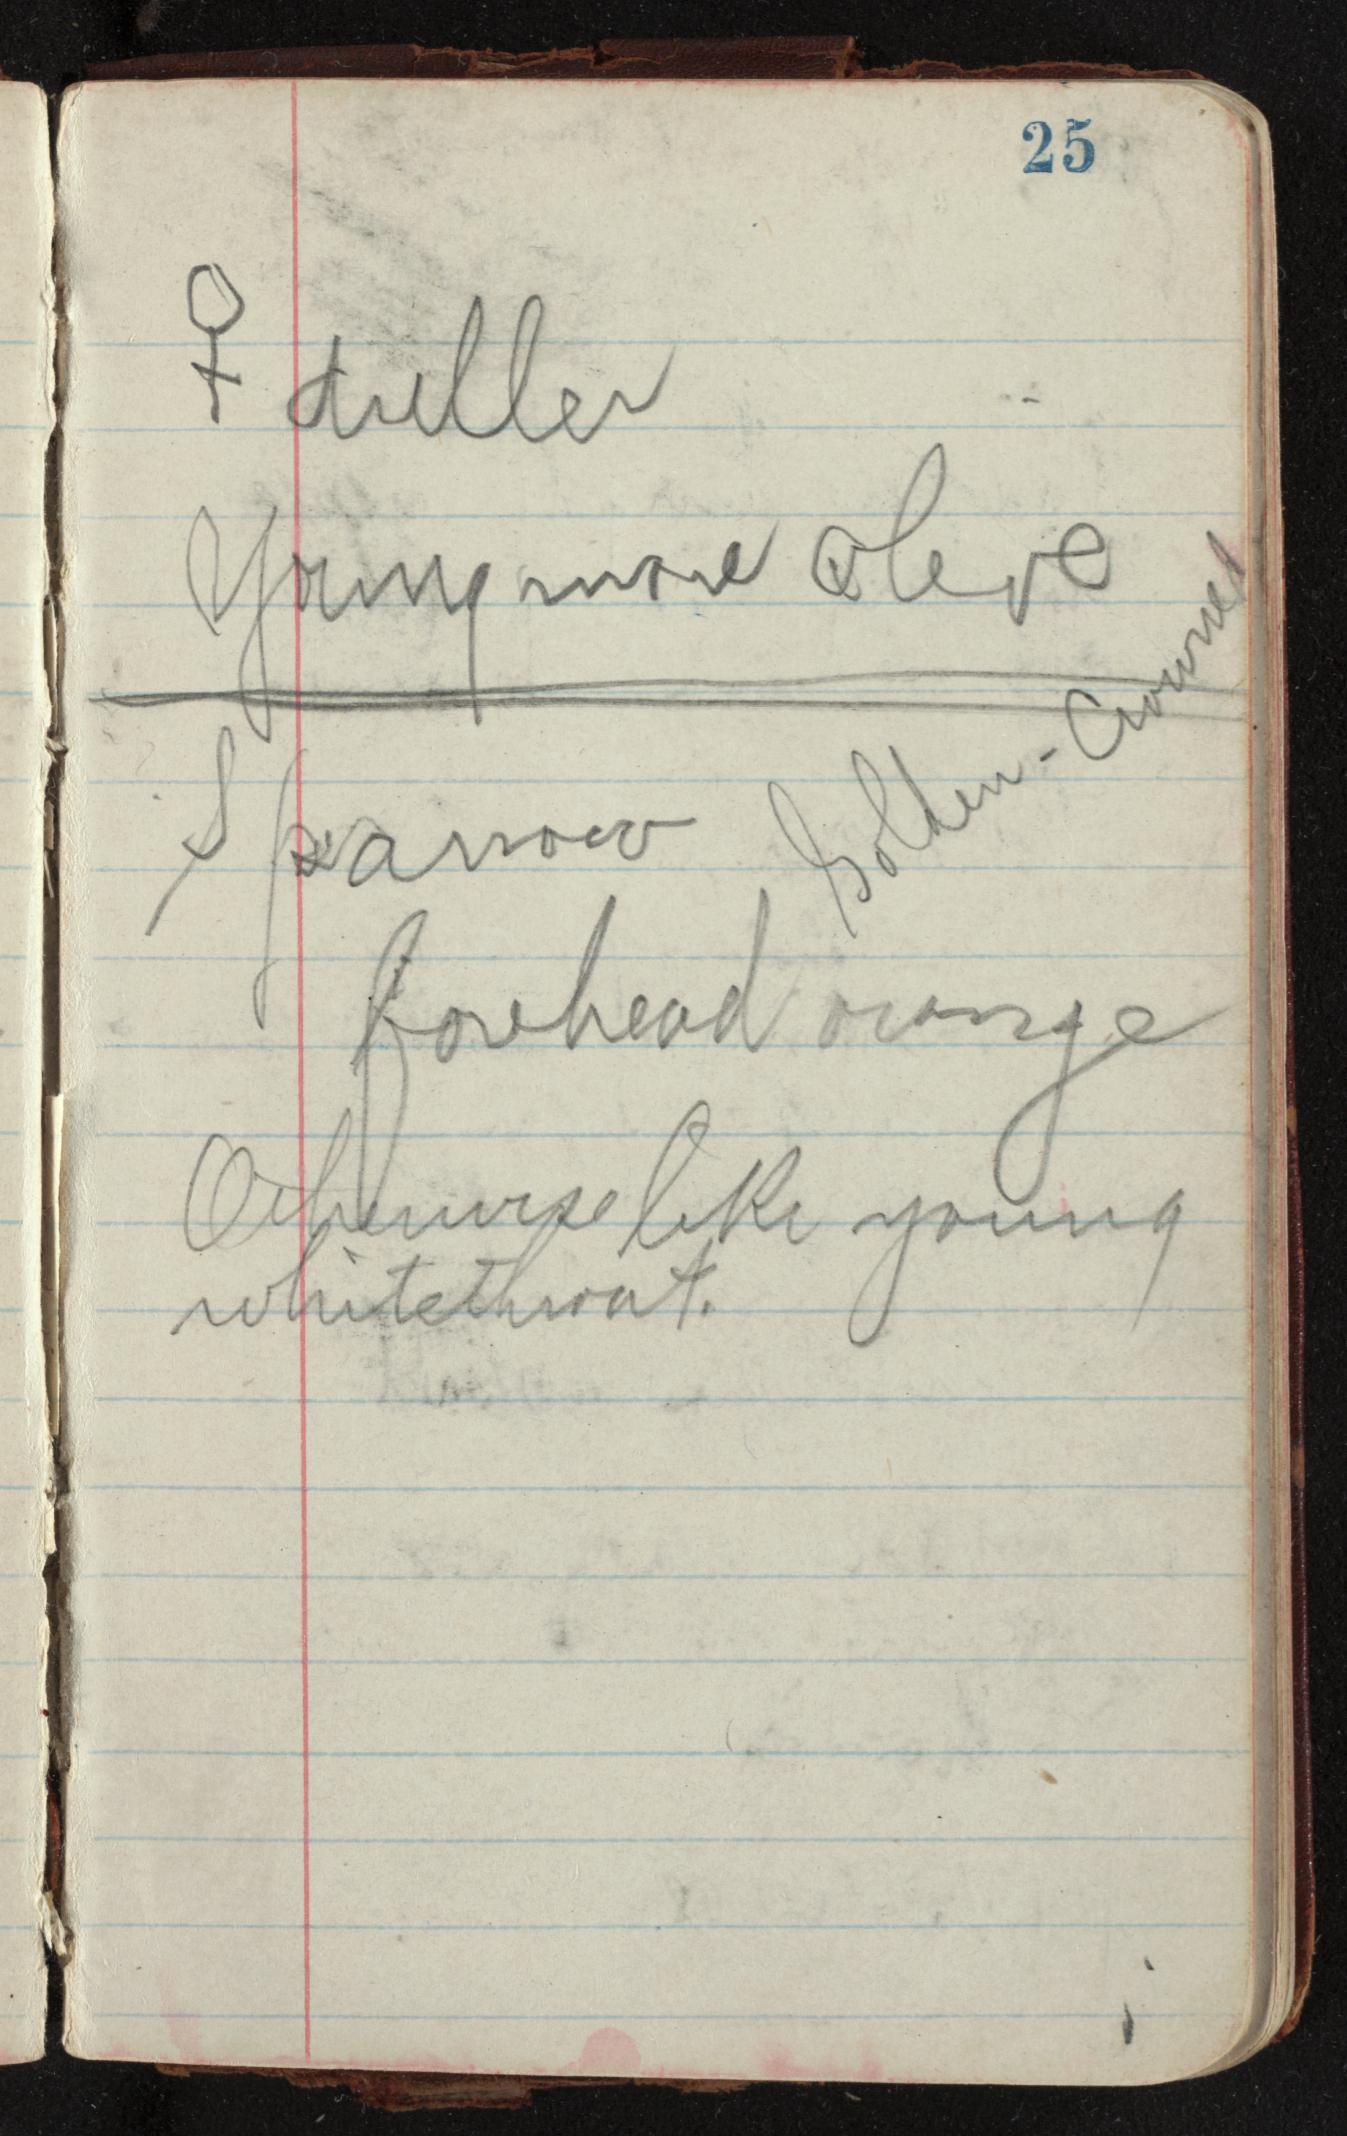 25
♀ duller
Young more olive
Sparrow Golden-Crowned
forehead orange
Otherwise like young
whitethroat.